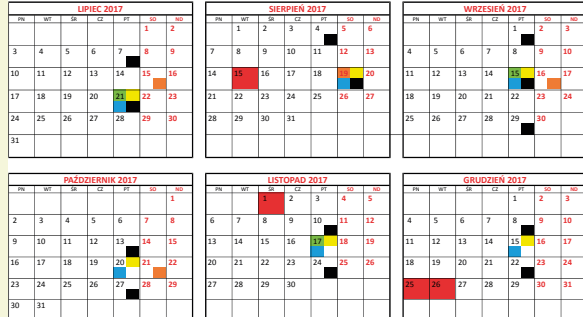 LIPIEC 2017
PN WT ŚR CZ PT SO ND
1 2
3 4 5 6 7 8 9
10 11 12 13 14 15 16
17 18 19 20 21 22 23
24 25 26 27 28 29 30
31
SIERPIEŃ 2017
PN WT ŚR CZ PT SO ND
1 2 3 4 5 6
7 8 9 10 11 12 13
14 15 16 17 18 19 20
21 22 23 24 25 26 27
28 29 30 31
WRZESIEŃ 2017
PN WT ŚR CZ PT SO ND
1 2 3
4 5 6 7 8 9 10
11 12 13 14 15 16 17
18 19 20 21 22 23 24
25 26 27 28 29 30
PAŹDZIERNIK 2017
PN WT ŚR CZ PT SO ND
1
2 3 4 5 6 7 8
9 10 11 12 13 14 15
16 17 18 19 20 21 22
23 24 25 26 27 28 29
30 31
LISTOPAD 2017
PN WT ŚR CZ PT SO ND
1 2 3 4 5
6 7 8 9 10 11 12
13 14 15 16 17 18 19
20 21 22 23 24 25 26
27 28 29 30
GRUDZIEŃ 2017
PN WT ŚR CZ PT SO ND
1 2 3
4 5 6 7 8 9 10
11 12 13 14 15 16 17
18 19 20 21 22 23 24
25 26 27 28 29 30 31